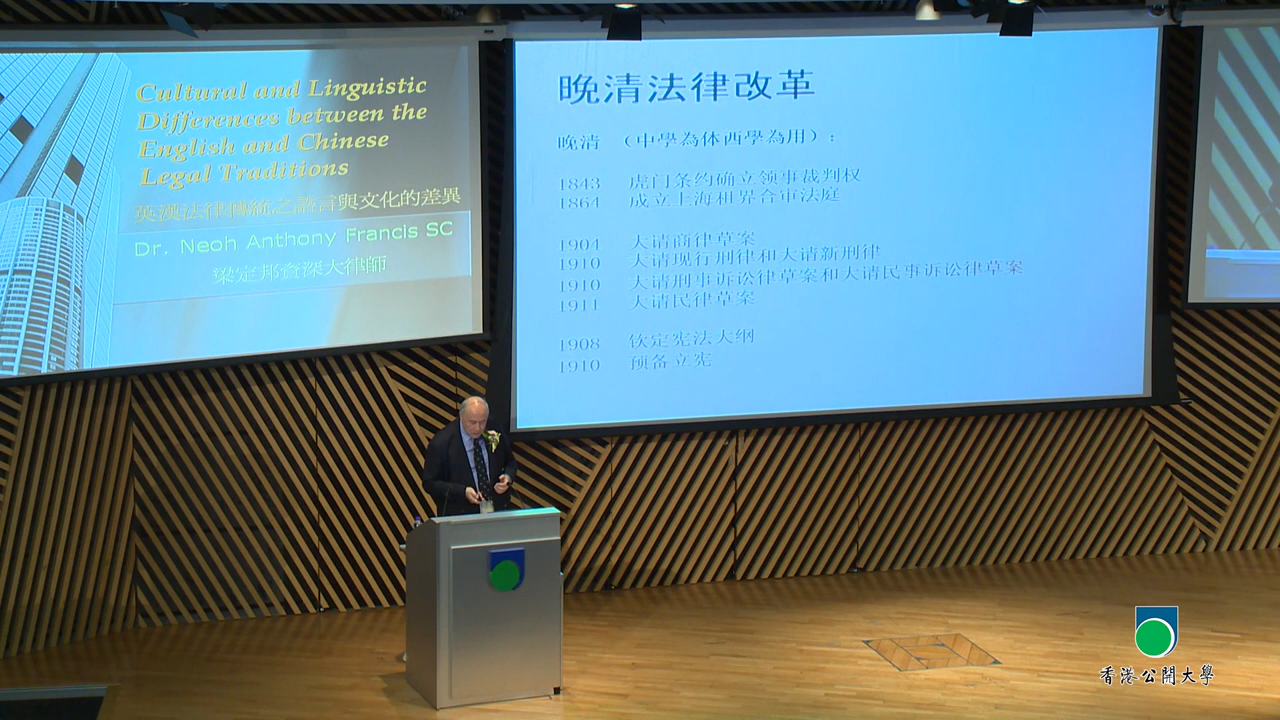 Cultural and Linguistic
Differences between the
English and Chinese
Legal Traditions
英漢法律傳統之語言與文化的差異
Dr. Neoh Anthony Francis SC
梁定邦資深大律師
晚清法律改革
晚清 （中學為体西學為用）：
1843 虎门条约确立领事裁判权
1864 成立上海租界合审法庭
1904 大请商律草案
1910 大请现行刑律和大请新刑律
1910 大请刑事诉讼律草案和大请民事诉讼律草案
1911 大请民律草案
1908 钦定宪法大纲
1910 预备立宪
香港公開大學